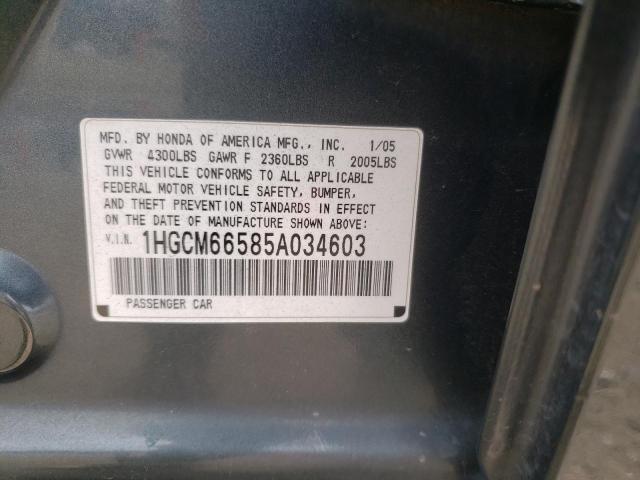 MFD. BY HONDA OF AMERICA MFG., INC. 1/05
GVWR 4300LBS GAWR F 2360LBS R 2005LBS
THIS VEHICLE CONFORMS TO ALL APPLICABLE
FEDERAL MOTOR VEHICLE SAFETY, BUMPER,
AND THEFT PREVENTION STANDARDS IN EFFECT
ON THE DATE OF MANUFACTURE SHOWN ABOVE:
V.I.N. 1HGCM66585A034603
PASSENGER CAR